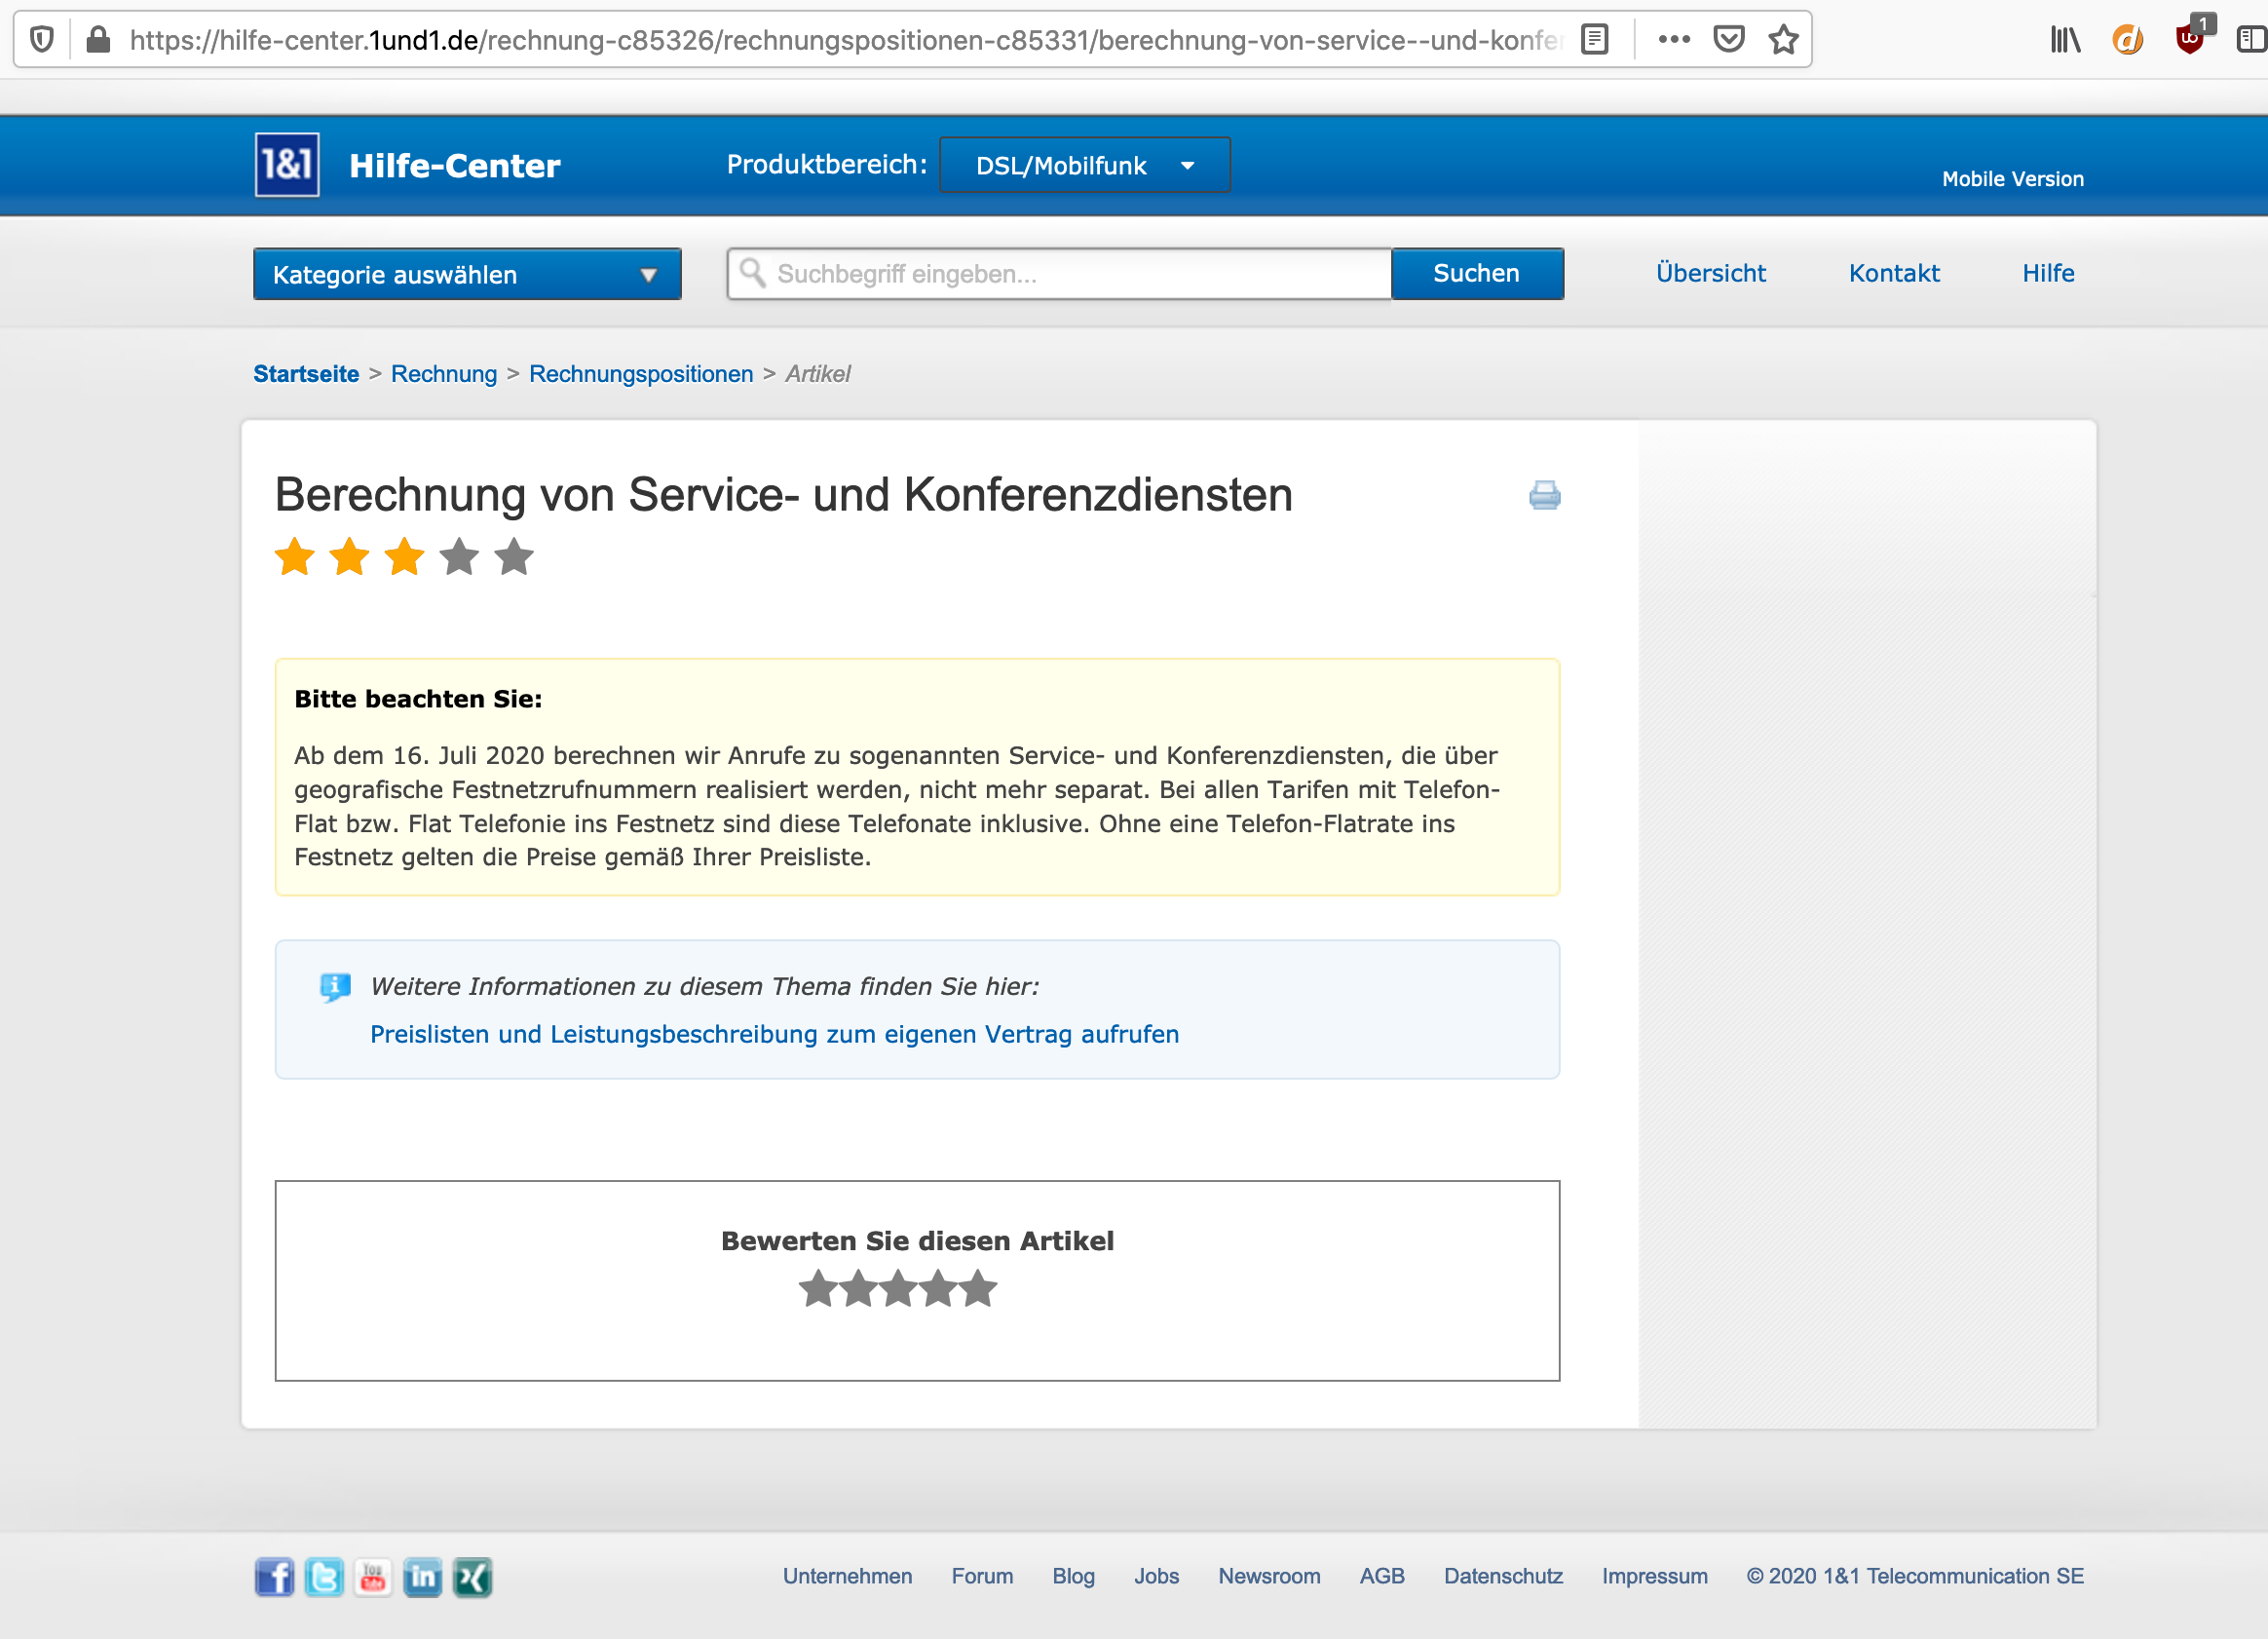 https://hilfe-center.1und1.de/rechnung-c85326/rechnungspositionen-c85331/berechnung-von-service--und-konfer
1
1&1 Hilfe-Center Produktbereich: DSL/Mobilfunk
Mobile Version
Kategorie auswählen Suchbegriff eingeben... Suchen Übersicht Kontakt Hilfe
Startseite > Rechnung > Rechnungspositionen > Artikel
Berechnung von Service- und Konferenzdiensten
Bitte beachten Sie:
Ab dem 16. Juli 2020 berechnen wir Anrufe zu sogenannten Service- und Konferenzdiensten, die über
geografische Festnetzrufnummern realisiert werden, nicht mehr separat. Bei allen Tarifen mit Telefon-
Flat bzw. Flat Telefonie ins Festnetz sind diese Telefonate inklusive. Ohne eine Telefon-Flatrate ins
Festnetz gelten die Preise gemäß Ihrer Preisliste.
Weitere Informationen zu diesem Thema finden Sie hier:
Preislisten und Leistungsbeschreibung zum eigenen Vertrag aufrufen
Bewerten Sie diesen Artikel
You Tube in
Unternehmen Forum Blog Jobs Newsroom AGB Datenschutz Impressum © 2020 1&1 Telecommunication SE